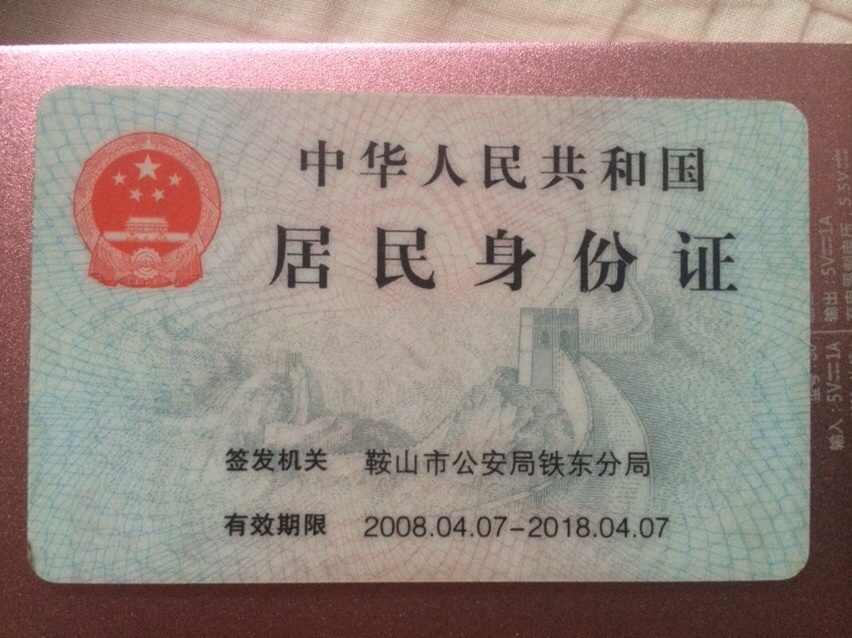 中华人民共和国
居民身份证
签发机关 鞍山市公安局铁东分局
有效期限 2008.04.07-2018.04.07
输入：5V⎓1A
输出：5V⎓1A